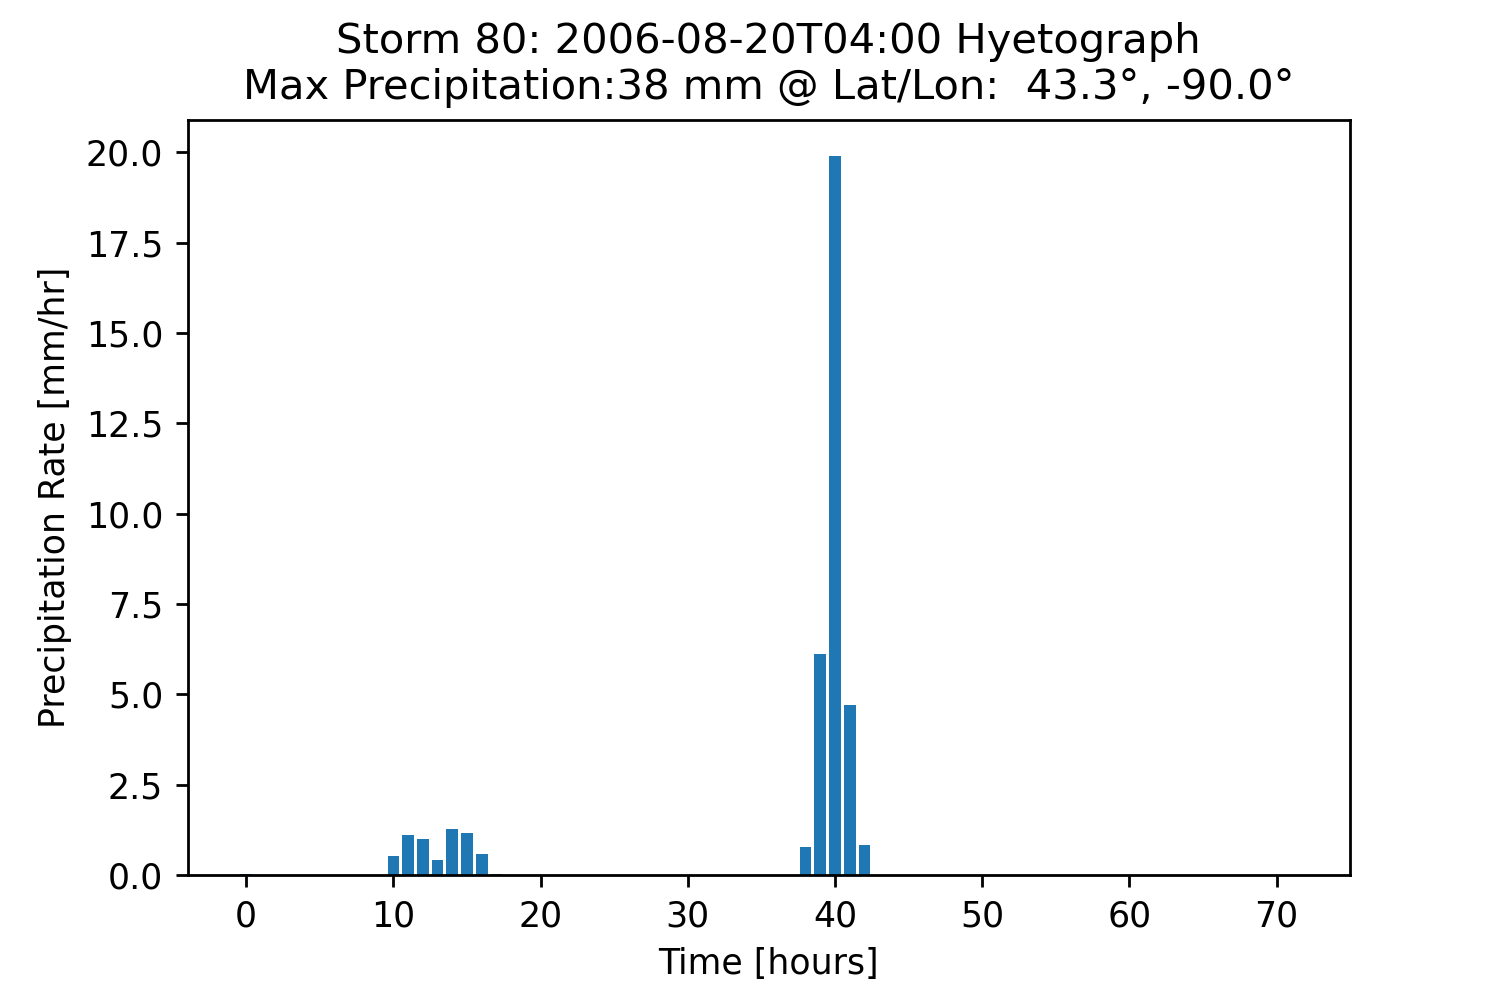 Storm 80: 2006-08-20T04:00 Hyetograph
Max Precipitation:38 mm @ Lat/Lon:  43.3°, -90.0°
Precipitation Rate [mm/hr]
20.0
17.5
15.0
12.5
10.0
7.5
5.0
2.5
0.0
0 10 20 30 40 50 60 70
Time [hours]